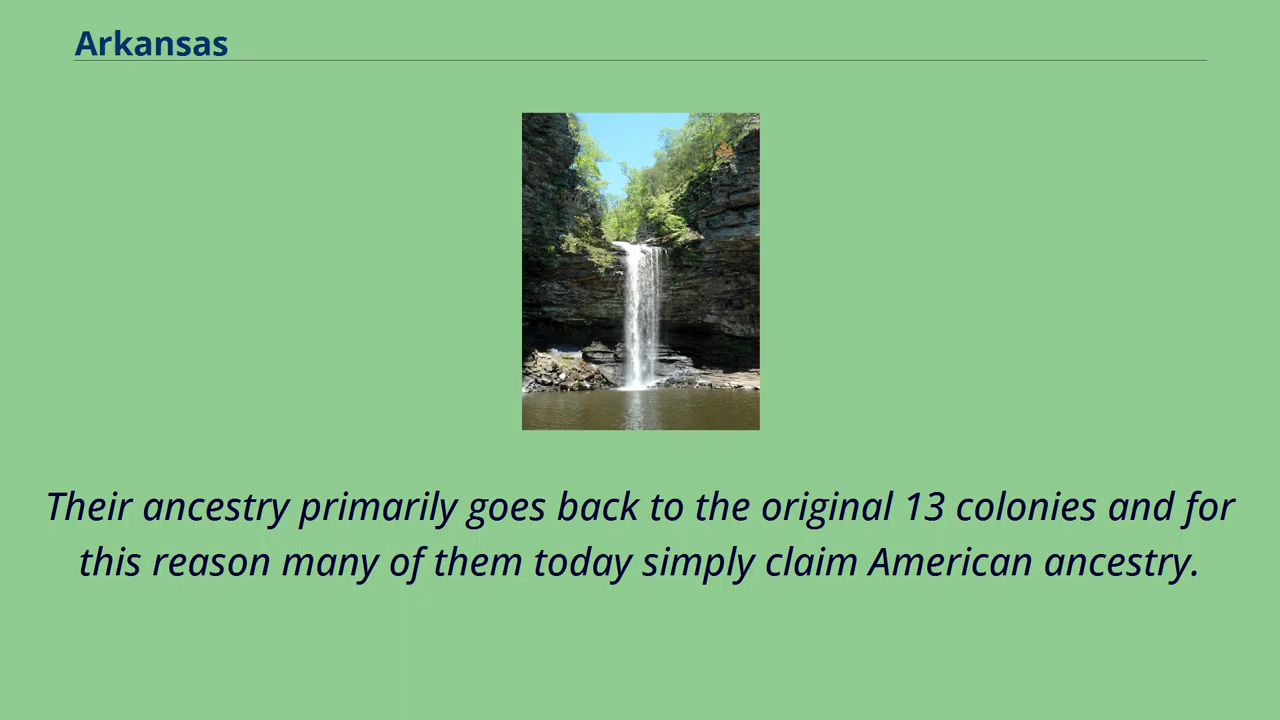 Arkansas
Their ancestry primarily goes back to the original 13 colonies and for
this reason many of them today simply claim American ancestry.